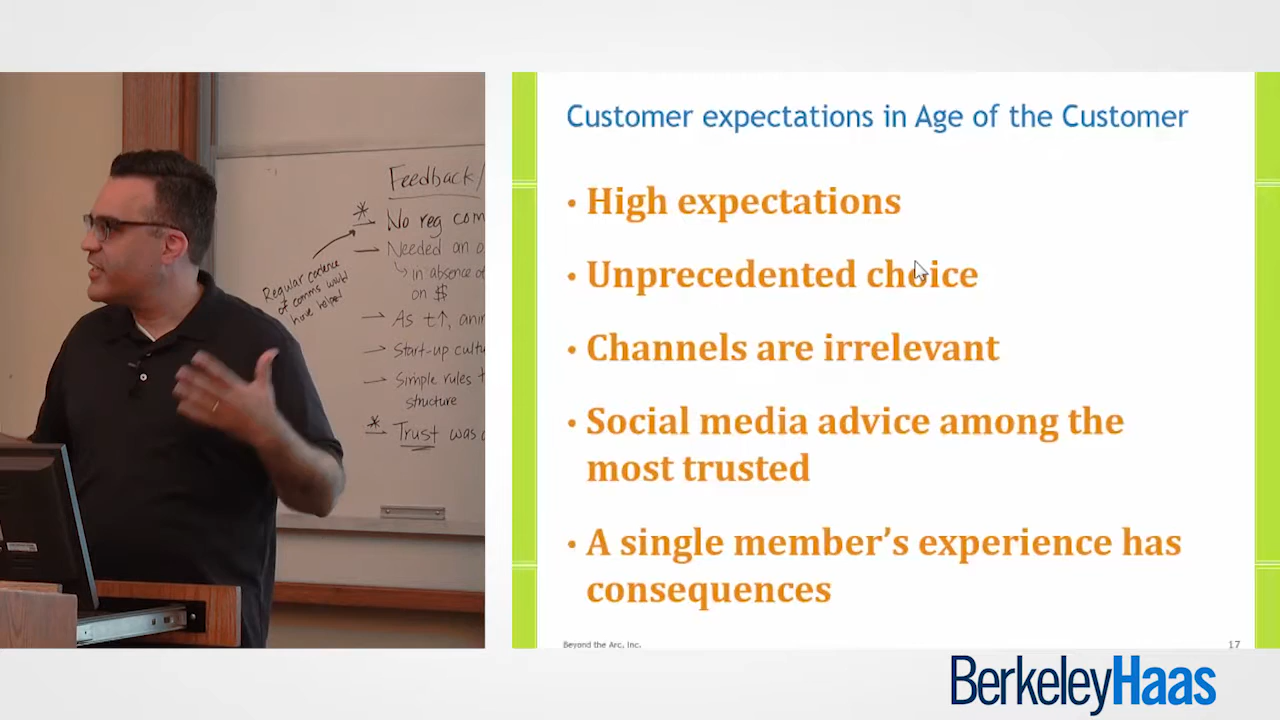 Feedback/
* No reg com
Regular cadence
of comms would
have helped
Needed an o
in absence of
on $
As t↑, ani
Start-up cultu
Simple rules
structure
* Trust was
Customer expectations in Age of the Customer
• High expectations
• Unprecedented choice
• Channels are irrelevant
• Social media advice among the
most trusted
• A single member’s experience has
consequences
Beyond the Arc, Inc.
17
BerkeleyHaas